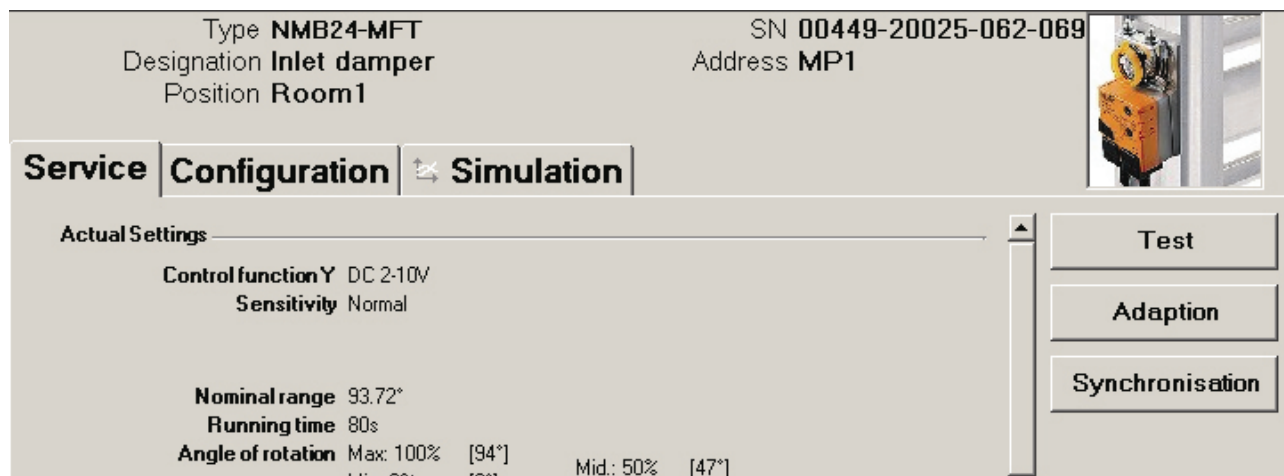 Type NMB24-MFT
SN 00449-20025-062-069
Designation Inlet damper
Address MP1
Position Room1
Service
Configuration
Simulation
Actual Settings
Test
Control function Y DC 2-10V
Sensitivity Normal
Adaption
Synchronisation
Nominal range 93.72°
Running time 80s
Angle of rotation Max: 100% [94°]
Mid.: 50% [47°]